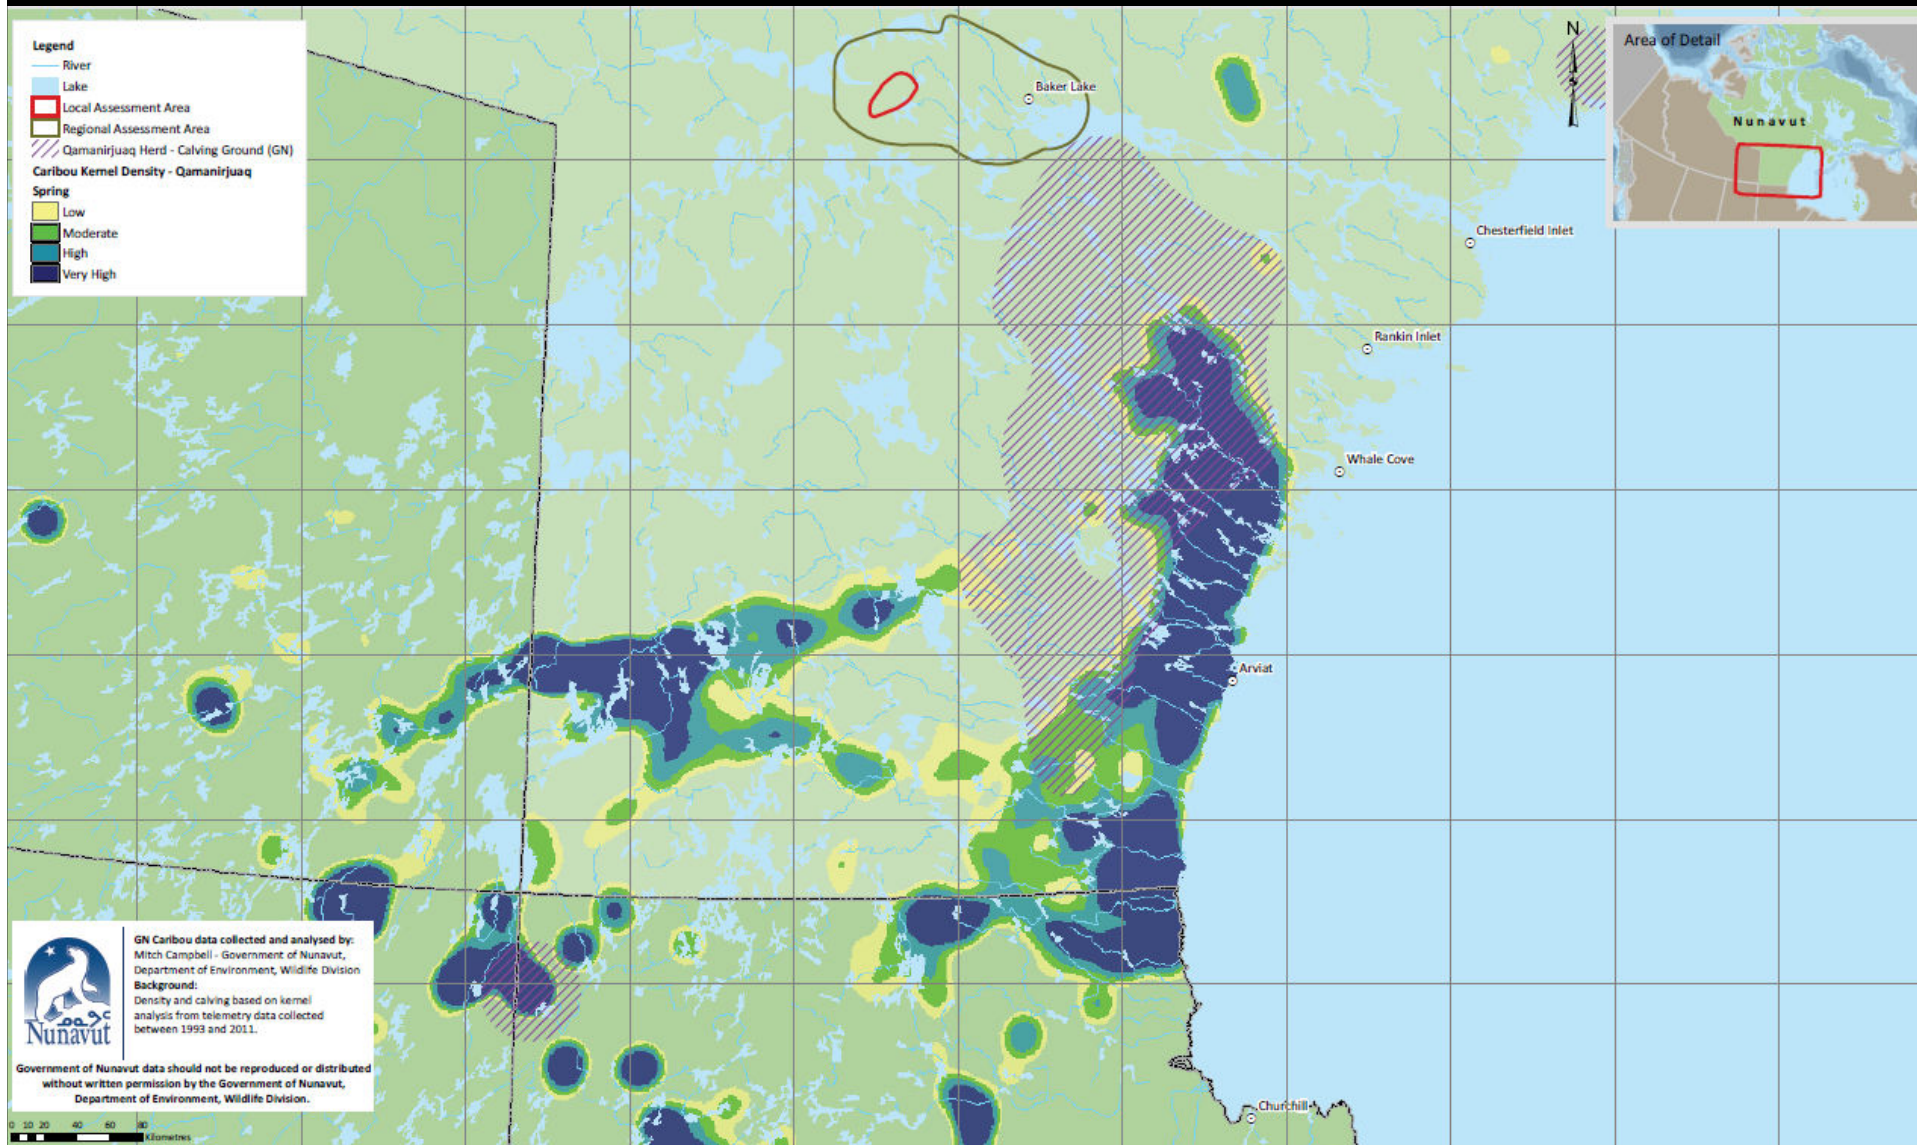 Legend
River
Lake
Local Assessment Area
Regional Assessment Area
Qamanirjuaq Herd - Calving Ground (GN)
Caribou Kernel Density - Qamanirjuaq
Spring
Low
Moderate
High
Very High
Baker Lake
N
Area of Detail
Nunavut
Chesterfield Inlet
Rankin Inlet
Whale Cove
Arviat
Churchill
GN Caribou data collected and analysed by:
Mitch Campbell - Government of Nunavut,
Department of Environment, Wildlife Division
Background:
Density and calving based on kernel
analysis from telemetry data collected
between 1993 and 2011.
ᓄᓇᕗᑦ
Nunavut
Government of Nunavut data should not be reproduced or distributed
without written permission by the Government of Nunavut,
Department of Environment, Wildlife Division.
0 10 20 40 60 80
Kilometres